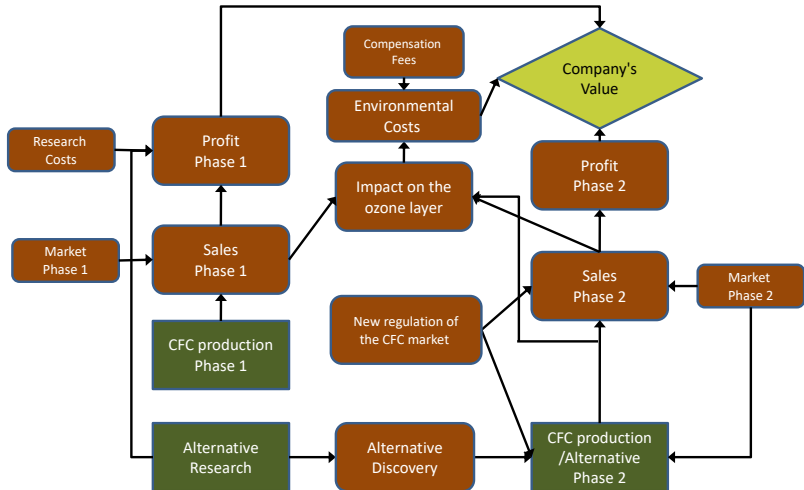 Compensation
Fees
Company's
Value
Environmental
Costs
Research
Costs
Profit
Phase 1
Profit
Phase 2
Impact on the
ozone layer
Market
Phase 1
Sales
Phase 1
Sales
Phase 2
Market
Phase 2
New regulation of
the CFC market
CFC production
Phase 1
Alternative
Research
Alternative
Discovery
CFC production
/Alternative
Phase 2